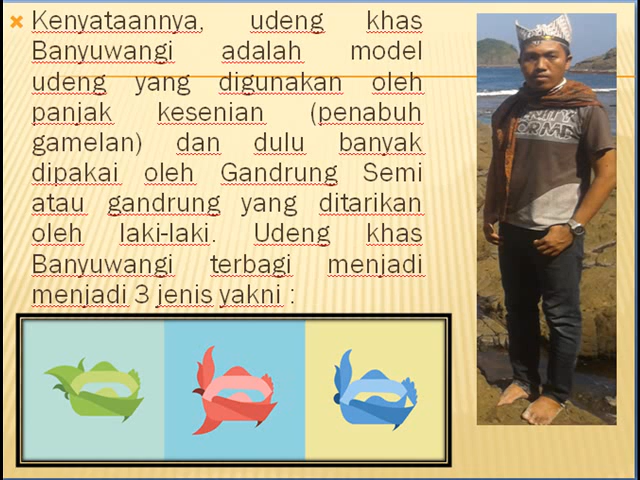 Kenyataannya, udeng khas
Banyuwangi adalah model
udeng yang digunakan oleh
panjak kesenian (penabuh
gamelan) dan dulu banyak
dipakai oleh Gandrung Semi
atau gandrung yang ditarikan
oleh laki-laki. Udeng khas
Banyuwangi terbagi menjadi
menjadi 3 jenis yakni :